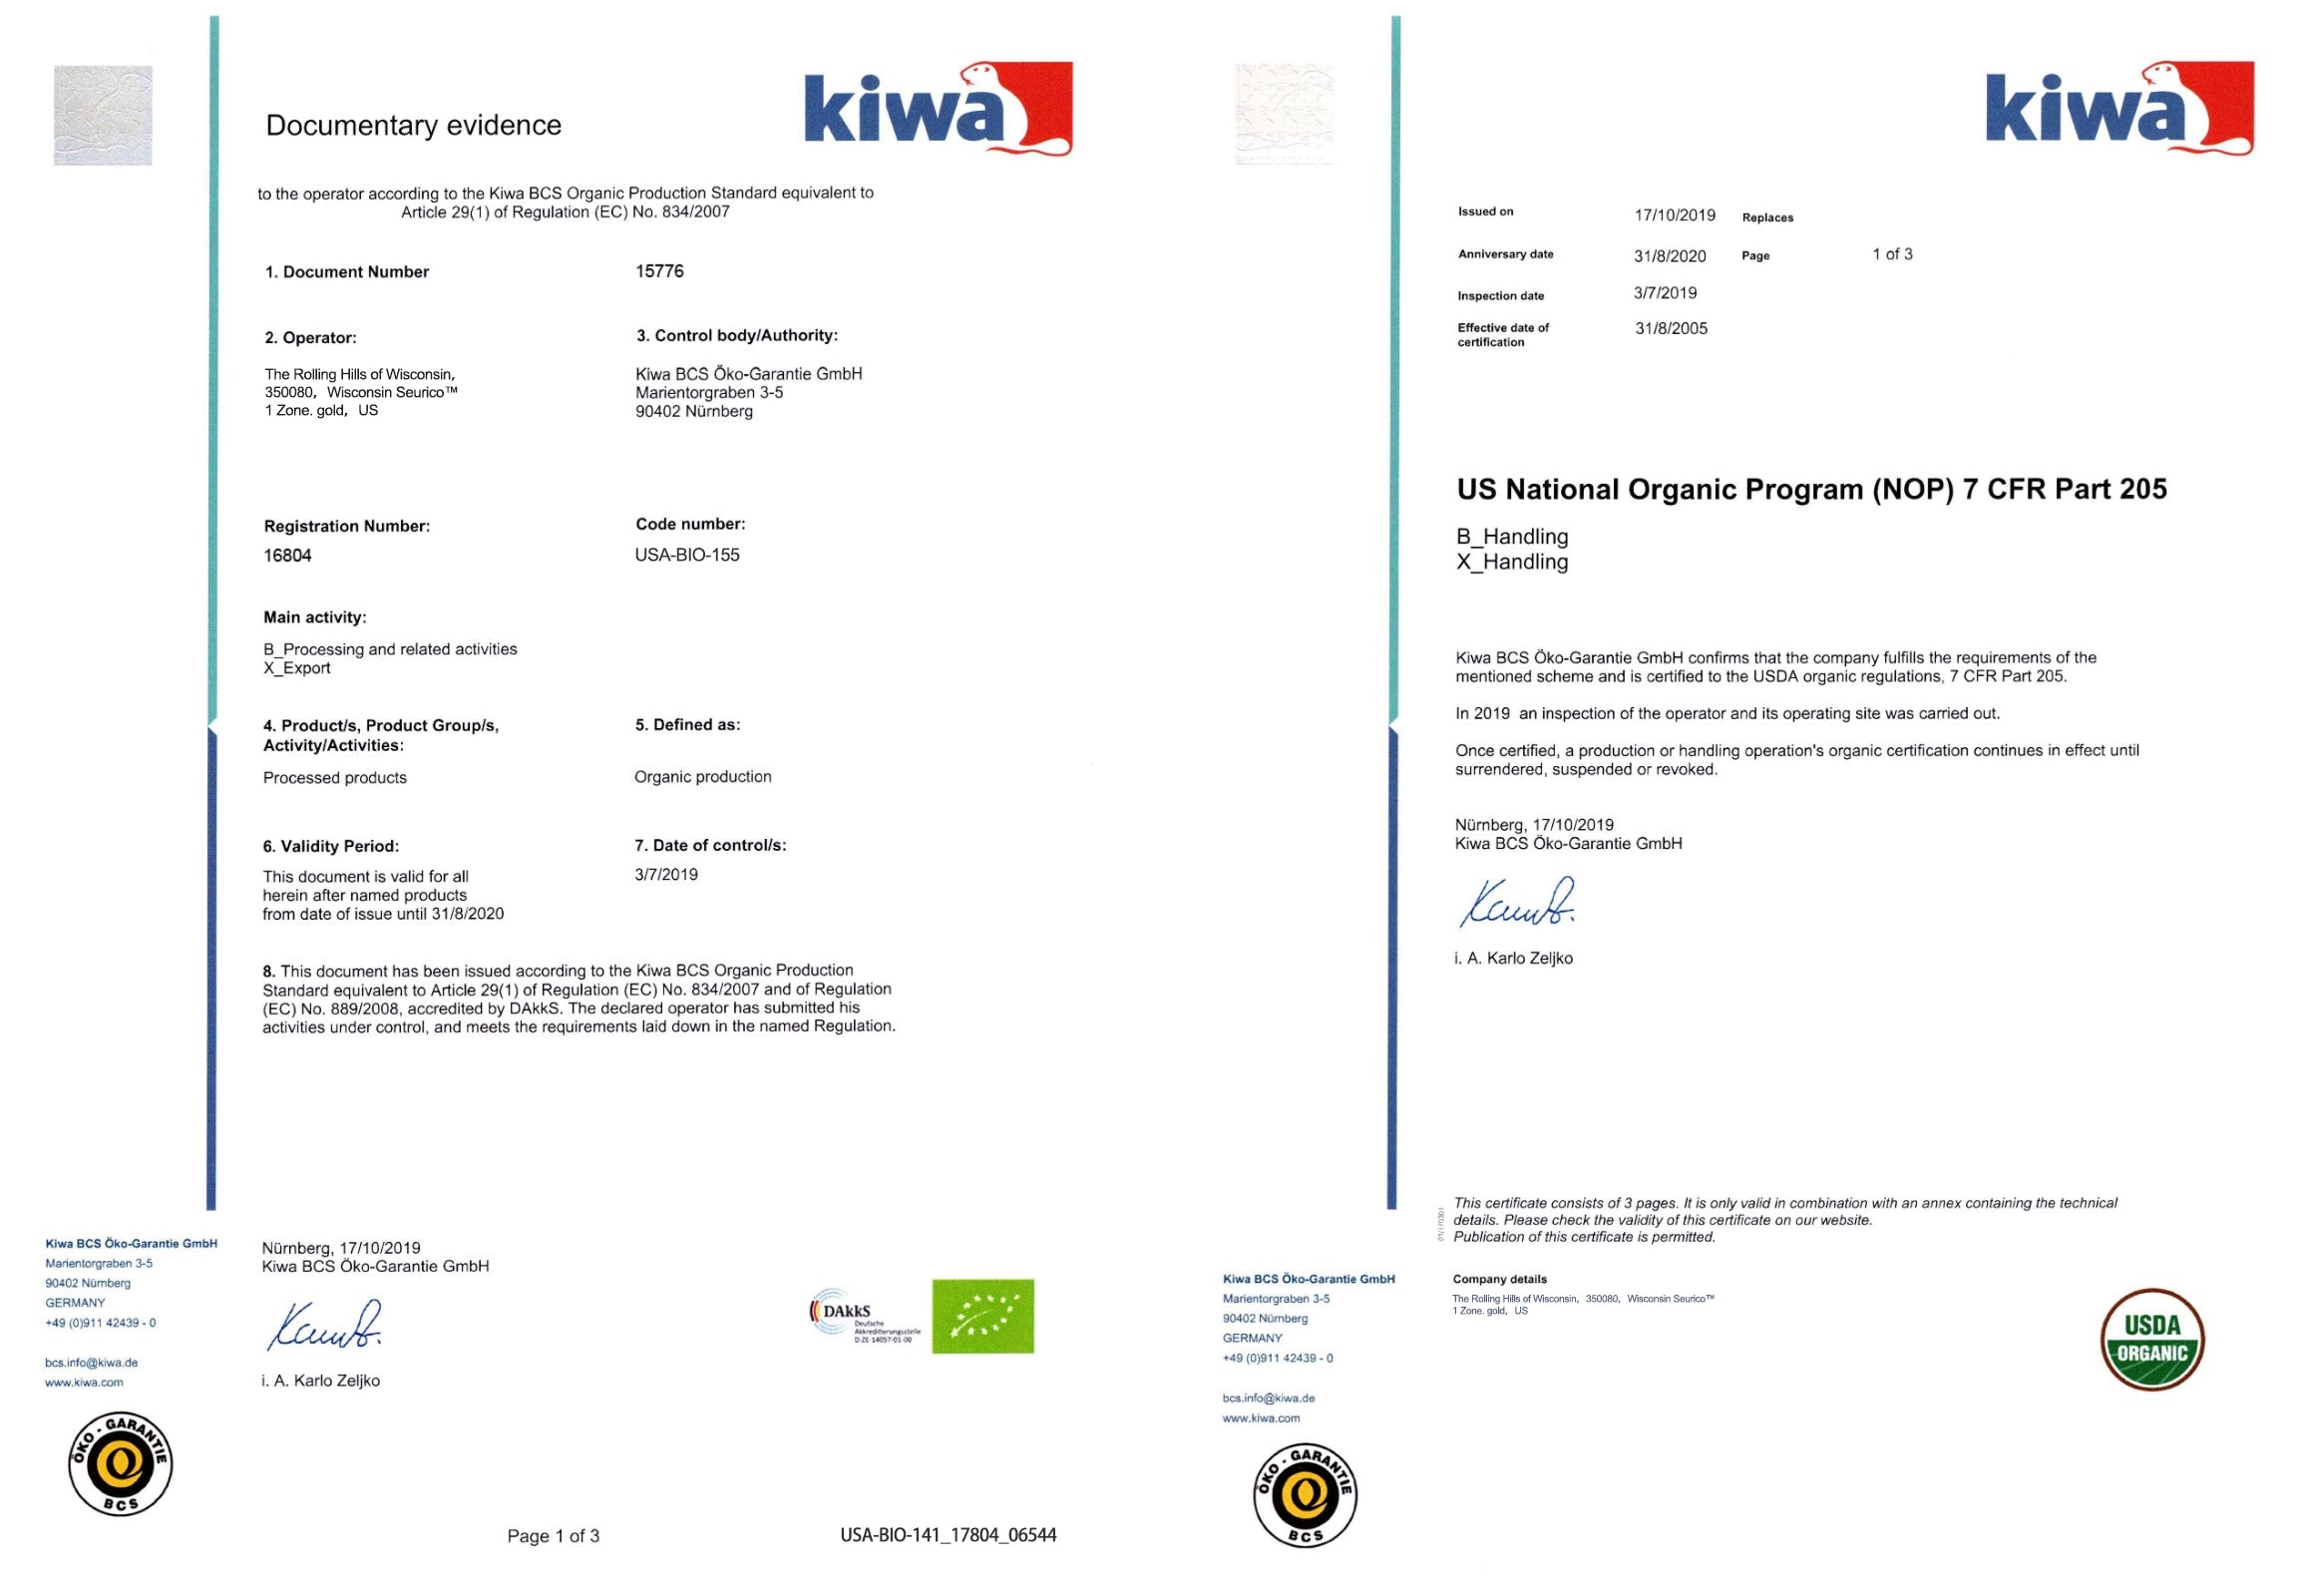 Documentary evidence
kiwa
to the operator according to the Kiwa BCS Organic Production Standard equivalent to
Article 29(1) of Regulation (EC) No. 834/2007
1. Document Number 15776
2. Operator:
The Rolling Hills of Wisconsin,
350080, Wisconsin Seurico™
1 Zone. gold, US
3. Control body/Authority:
Kiwa BCS Öko-Garantie GmbH
Marientorgraben 3-5
90402 Nürnberg
Registration Number:
16804
Code number:
USA-BIO-155
Main activity:
B_Processing and related activities
X_Export
4. Product/s, Product Group/s,
Activity/Activities:
Processed products
5. Defined as:
Organic production
6. Validity Period:
This document is valid for all
herein after named products
from date of issue until 31/8/2020
7. Date of control/s:
3/7/2019
8. This document has been issued according to the Kiwa BCS Organic Production
Standard equivalent to Article 29(1) of Regulation (EC) No. 834/2007 and of Regulation
(EC) No. 889/2008, accredited by DAkkS. The declared operator has submitted his
activities under control, and meets the requirements laid down in the named Regulation.
Kiwa BCS Öko-Garantie GmbH
Marientorgraben 3-5
90402 Nürnberg
GERMANY
+49 (0)911 42439 - 0
bcs.info@kiwa.de
www.kiwa.com
ÖKO - GARANTIE
BCS
Nürnberg, 17/10/2019
Kiwa BCS Öko-Garantie GmbH
i. A. Karlo Zeljko
DAkkS
Deutsche
Akkreditierungsstelle
D-ZE-14057-01-00
Page 1 of 3
USA-BIO-141_17804_06544
kiwa
Issued on 17/10/2019 Replaces
Anniversary date 31/8/2020 Page 1 of 3
Inspection date 3/7/2019
Effective date of
certification
31/8/2005
US National Organic Program (NOP) 7 CFR Part 205
B_Handling
X_Handling
Kiwa BCS Öko-Garantie GmbH confirms that the company fulfills the requirements of the
mentioned scheme and is certified to the USDA organic regulations, 7 CFR Part 205.
In 2019 an inspection of the operator and its operating site was carried out.
Once certified, a production or handling operation's organic certification continues in effect until
surrendered, suspended or revoked.
Nürnberg, 17/10/2019
Kiwa BCS Öko-Garantie GmbH
i. A. Karlo Zeljko
This certificate consists of 3 pages. It is only valid in combination with an annex containing the technical
details. Please check the validity of this certificate on our website.
Publication of this certificate is permitted.
Kiwa BCS Öko-Garantie GmbH
Marientorgraben 3-5
90402 Nürnberg
GERMANY
+49 (0)911 42439 - 0
bcs.info@kiwa.de
www.kiwa.com
ÖKO - GARANTIE
BCS
Company details
The Rolling Hills of Wisconsin, 350080, Wisconsin Seurico™
1 Zone. gold, US
USDA
ORGANIC